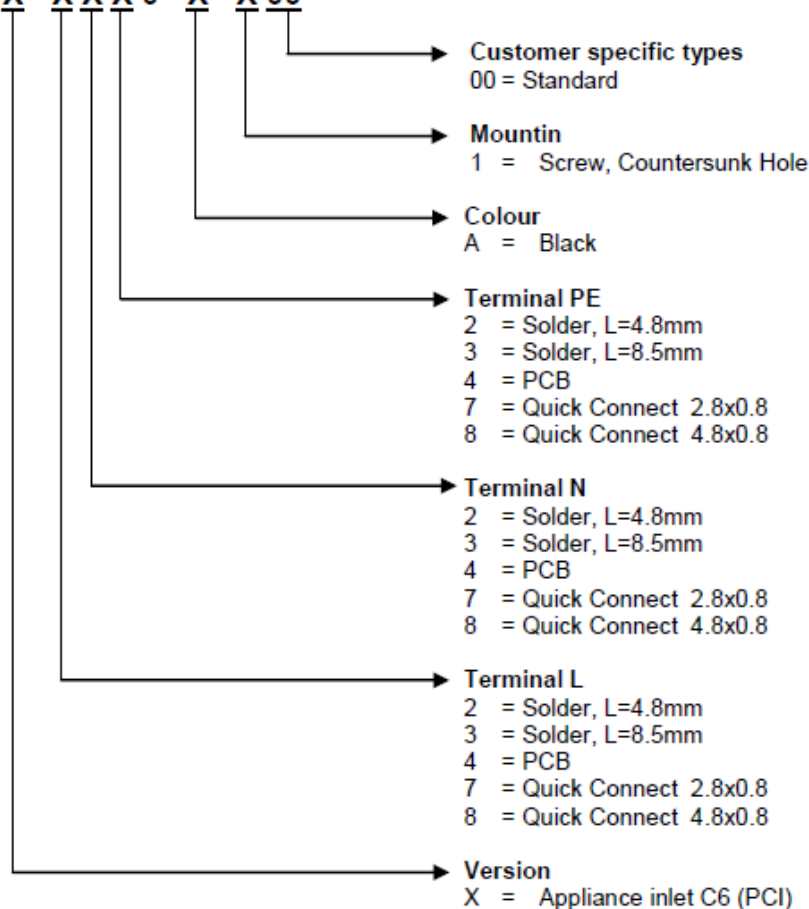 Customer specific types
00 = Standard
Mountin
1 = Screw, Countersunk Hole
Colour
A = Black
Terminal PE
2 = Solder, L=4.8mm
3 = Solder, L=8.5mm
4 = PCB
7 = Quick Connect 2.8x0.8
8 = Quick Connect 4.8x0.8
Terminal N
2 = Solder, L=4.8mm
3 = Solder, L=8.5mm
4 = PCB
7 = Quick Connect 2.8x0.8
8 = Quick Connect 4.8x0.8
Terminal L
2 = Solder, L=4.8mm
3 = Solder, L=8.5mm
4 = PCB
7 = Quick Connect 2.8x0.8
8 = Quick Connect 4.8x0.8
Version
X = Appliance inlet C6 (PCI)